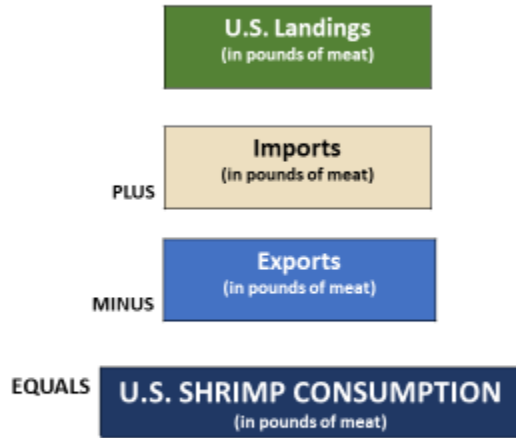 U.S. Landings
(in pounds of meat)
Imports
(in pounds of meat)
PLUS
Exports
(in pounds of meat)
MINUS
EQUALS
U.S. SHRIMP CONSUMPTION
(in pounds of meat)